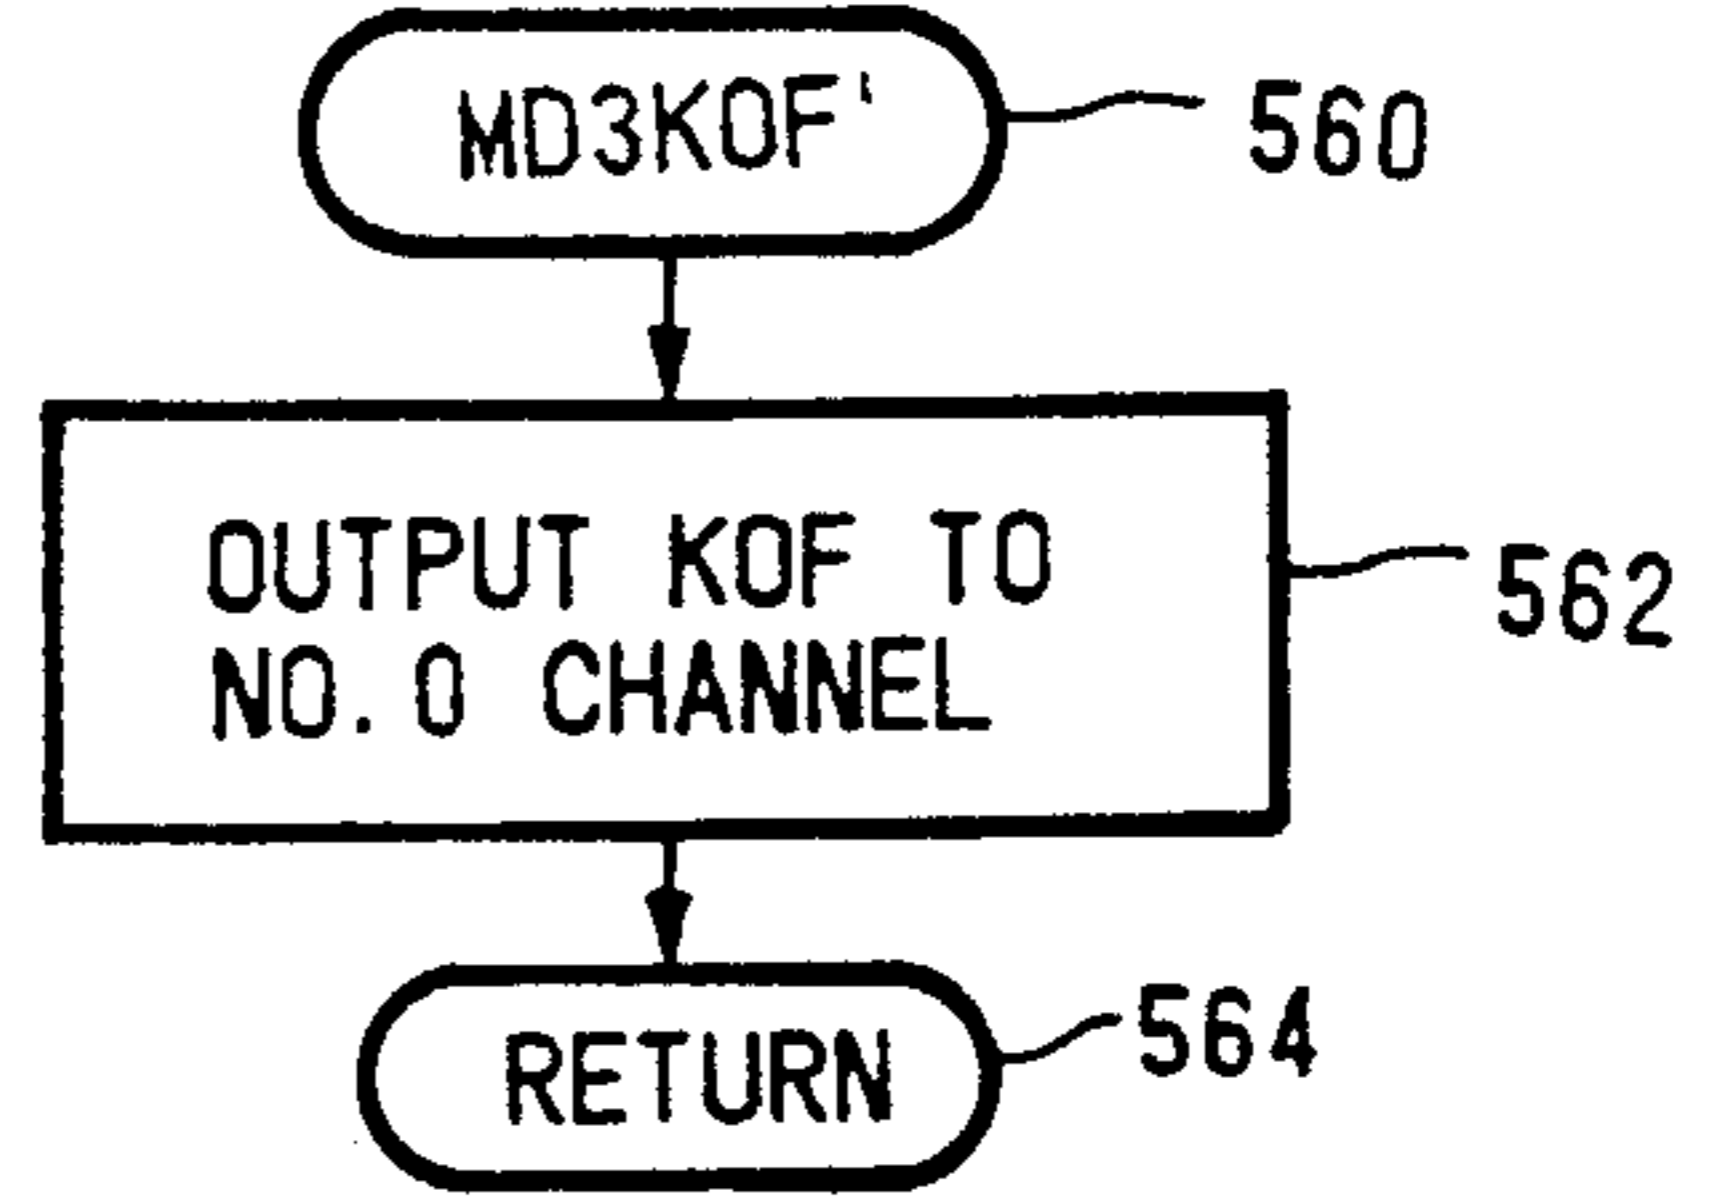 MD3KOF'
560
OUTPUT KOF TO
NO. 0 CHANNEL
562
RETURN
564